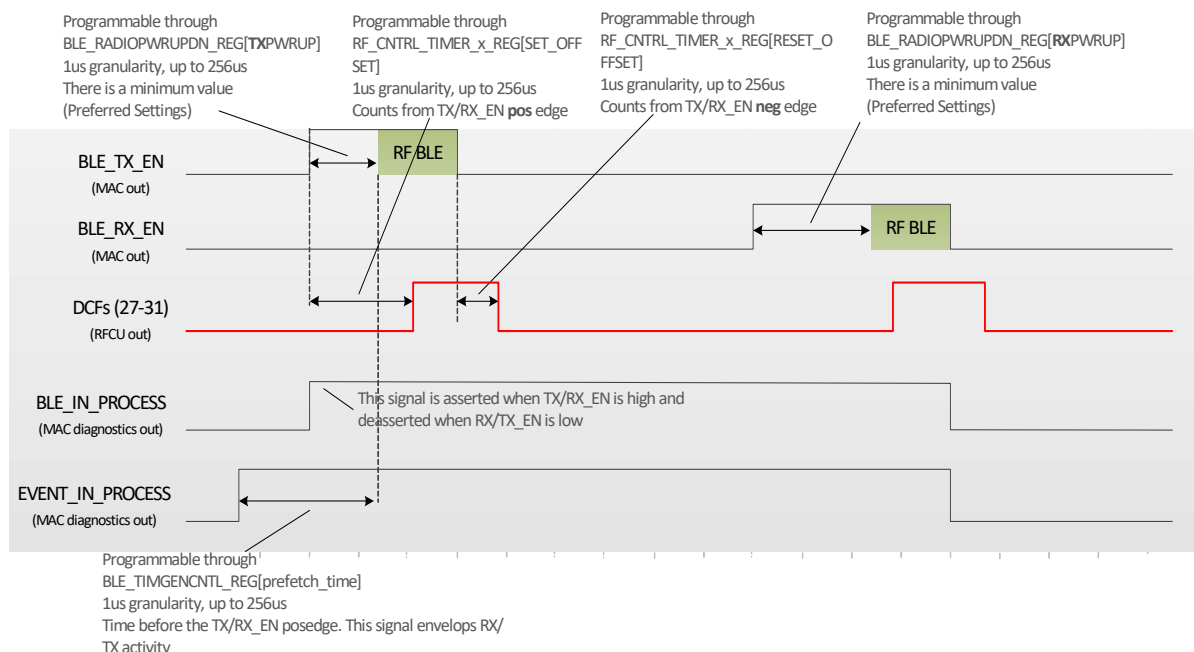 Programmable through
BLE_RADIOPWRUPDN_REG[TXPWRUP]
1us granularity, up to 256us
There is a minimum value
(Preferred Settings)
Programmable through
RF_CNTRL_TIMER_x_REG[SET_OFF
SET]
1us granularity, up to 256us
Counts from TX/RX_EN pos edge
Programmable through
RF_CNTRL_TIMER_x_REG[RESET_O
FFSET]
1us granularity, up to 256us
Counts from TX/RX_EN neg edge
Programmable through
BLE_RADIOPWRUPDN_REG[RXPWRUP]
1us granularity, up to 256us
There is a minimum value
(Preferred Settings)
BLE_TX_EN
(MAC out)
RF BLE
BLE_RX_EN
(MAC out)
RF BLE
DCFs (27-31)
(RFCU out)
BLE_IN_PROCESS
(MAC diagnostics out)
This signal is asserted when TX/RX_EN is high and
deasserted when RX/TX_EN is low
EVENT_IN_PROCESS
(MAC diagnostics out)
Programmable through
BLE_TIMGENCNTL_REG[prefetch_time]
1us granularity, up to 256us
Time before the TX/RX_EN posedge. This signal envelops RX/
TX activity